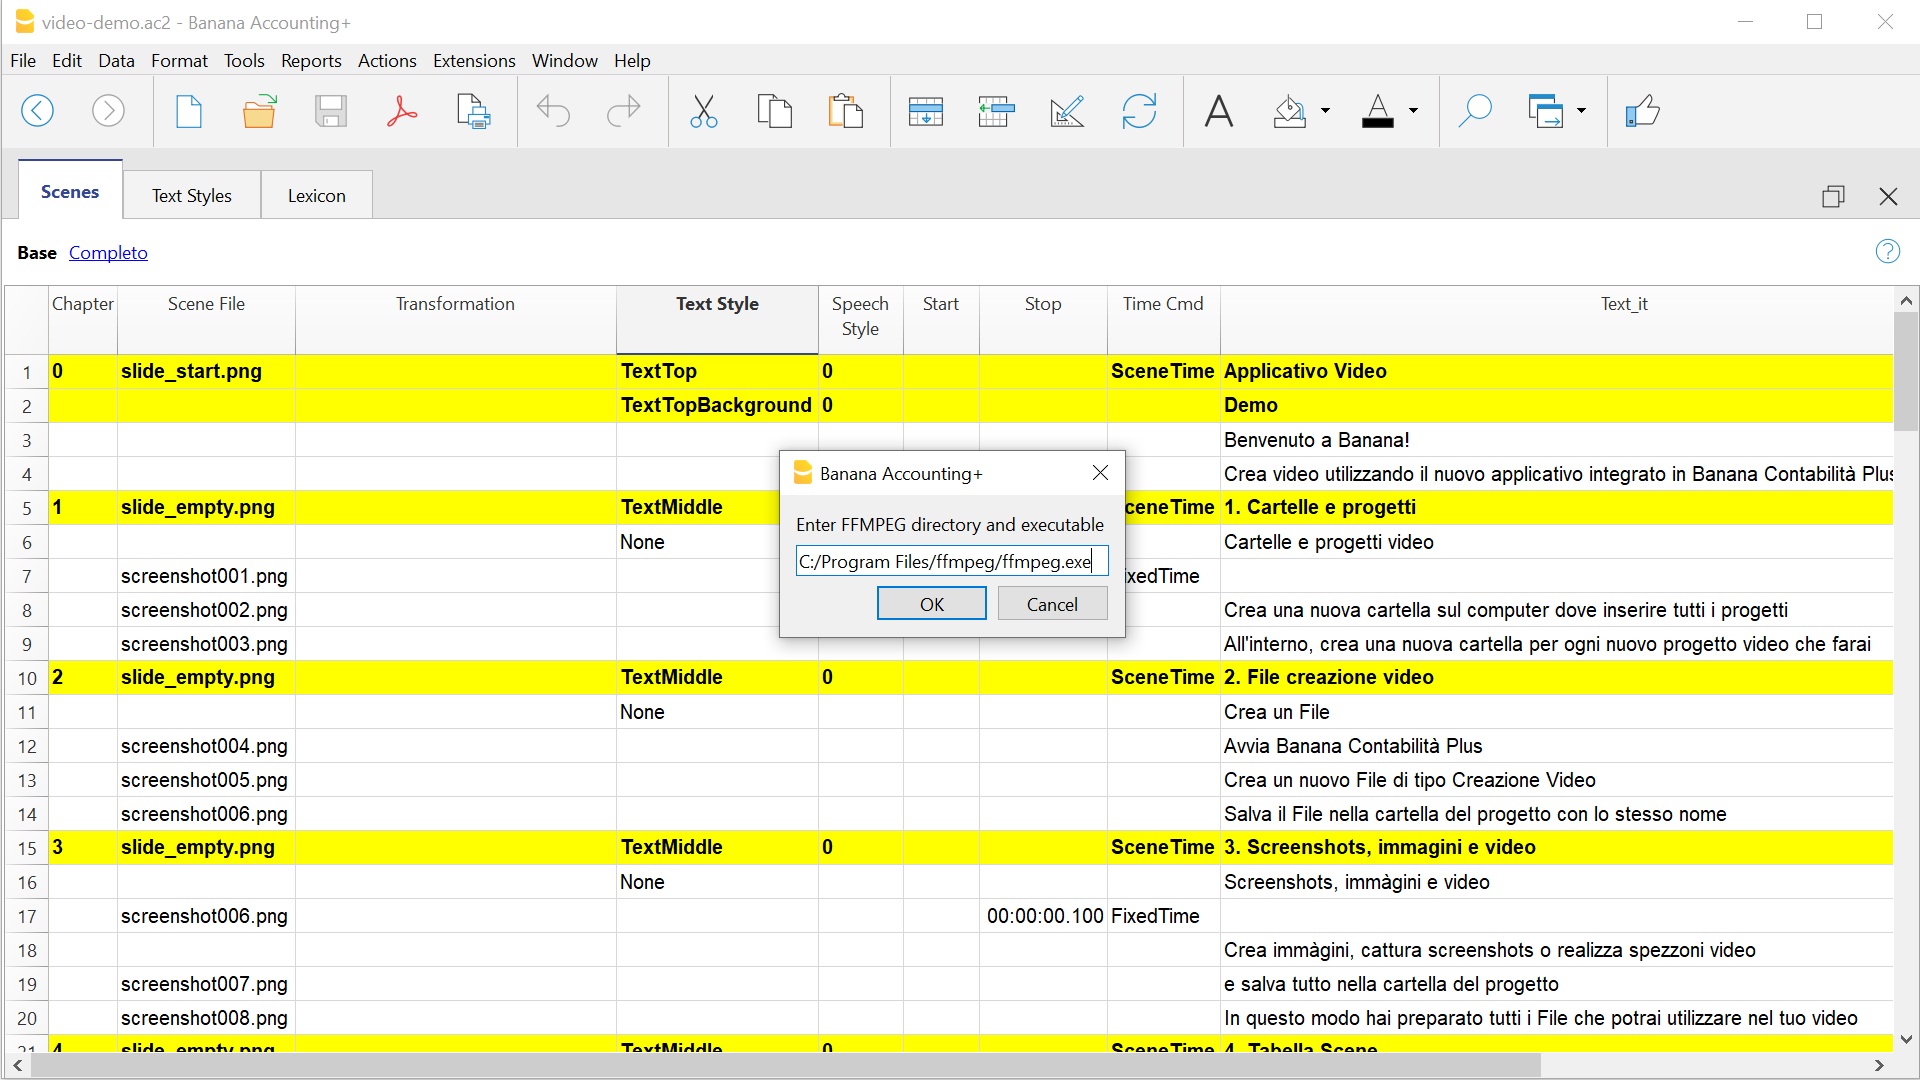 video-demo.ac2 - Banana Accounting+
File Edit Data Format Tools Reports Actions Extensions Window Help
Scenes Text Styles Lexicon
Base Completo
Chapter Scene File Transformation Text Style Speech Style Start Stop Time Cmd Text_it
1 0 slide_start.png TextTop 0 SceneTime Applicativo Video
2 TextTopBackground 0 Demo
3 Benvenuto a Banana!
4 Crea video utilizzando il nuovo applicativo integrato in Banana Contabilità Plus
5 1 slide_empty.png TextMiddle ceneTime 1. Cartelle e progetti
6 None Cartelle e progetti video
7 screenshot001.png ixedTime
8 screenshot002.png Crea una nuova cartella sul computer dove inserire tutti i progetti
9 screenshot003.png All'interno, crea una nuova cartella per ogni nuovo progetto video che farai
10 2 slide_empty.png TextMiddle 0 SceneTime 2. File creazione video
11 None Crea un File
12 screenshot004.png Avvia Banana Contabilità Plus
13 screenshot005.png Crea un nuovo File di tipo Creazione Video
14 screenshot006.png Salva il File nella cartella del progetto con lo stesso nome
15 3 slide_empty.png TextMiddle 0 SceneTime 3. Screenshots, immagini e video
16 None Screenshots, immàgini e video
17 screenshot006.png 00:00:00.100 FixedTime
18 Crea immàgini, cattura screenshots o realizza spezzoni video
19 screenshot007.png e salva tutto nella cartella del progetto
20 screenshot008.png In questo modo hai preparato tutti i File che potrai utilizzare nel tuo video
21 4 slide_empty.png TextMiddle 0 SceneTime 4. Tabella Scene
Banana Accounting+
Enter FFMPEG directory and executable
C:/Program Files/ffmpeg/ffmpeg.exe
OK Cancel